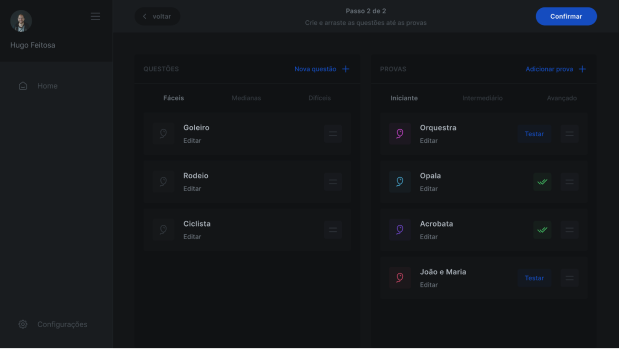 Hugo Feitosa
Home
Configurações
voltar
Passo 2 de 2
Crie e arraste as questões até as provas
Confirmar
QUESTÕES
Nova questão +
Fáceis
Medianas
Difíceis
Goleiro
Editar
Rodeio
Editar
Ciclista
Editar
PROVAS
Adicionar prova +
Iniciante
Intermediário
Avançado
Orquestra
Editar
Testar
Opala
Editar
Acrobata
Editar
João e Maria
Editar
Testar